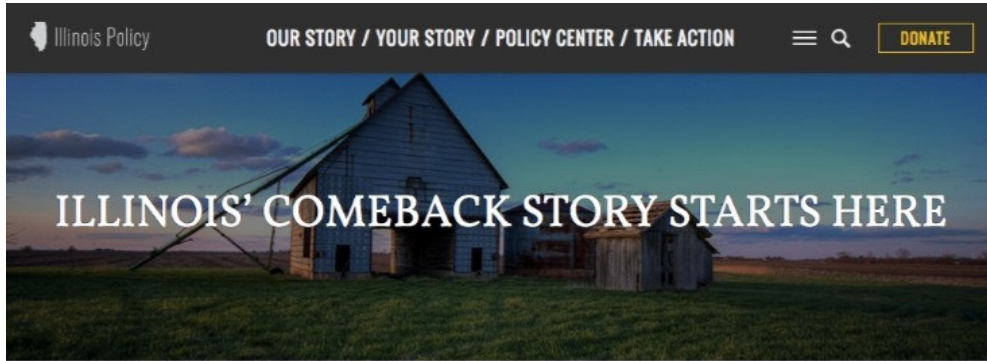 Illinois Policy
OUR STORY / YOUR STORY / POLICY CENTER / TAKE ACTION
DONATE
ILLINOIS’ COMEBACK STORY STARTS HERE